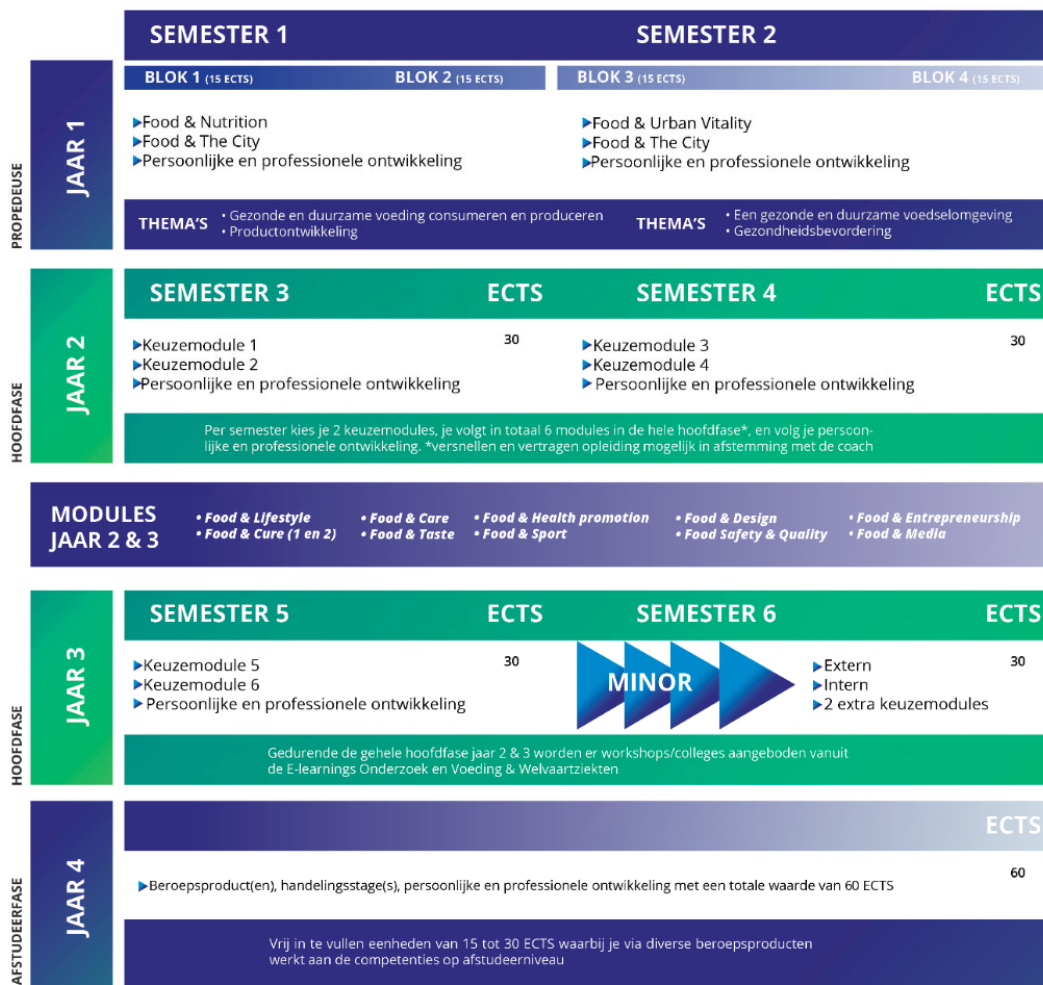 SEMESTER 1 SEMESTER 2
BLOK 1 (15 ECTS) BLOK 2 (15 ECTS) BLOK 3 (15 ECTS) BLOK 4 (15 ECTS)
PROPEDEUSE
JAAR 1
Food & Nutrition
Food & The City
Persoonlijke en professionele ontwikkeling
Food & Urban Vitality
Food & The City
Persoonlijke en professionele ontwikkeling
THEMA'S
• Gezonde en duurzame voeding consumeren en produceren
• Productontwikkeling
THEMA'S
• Een gezonde en duurzame voedselomgeving
• Gezondheidsbevordering
HOOFDFASE
JAAR 2
SEMESTER 3 ECTS SEMESTER 4 ECTS
Keuzemodule 1
Keuzemodule 2
Persoonlijke en professionele ontwikkeling
30
Keuzemodule 3
Keuzemodule 4
Persoonlijke en professionele ontwikkeling
30
Per semester kies je 2 keuzemodules, je volgt in totaal 6 modules in de hele hoofdfase*, en volg je persoon-
lijke en professionele ontwikkeling. *versnellen en vertragen opleiding mogelijk in afstemming met de coach
MODULES
JAAR 2 & 3
• Food & Lifestyle
• Food & Cure (1 en 2)
• Food & Care
• Food & Taste
• Food & Health promotion
• Food & Sport
• Food & Design
• Food Safety & Quality
• Food & Entrepreneurship
• Food & Media
HOOFDFASE
JAAR 3
SEMESTER 5 ECTS SEMESTER 6 ECTS
Keuzemodule 5
Keuzemodule 6
Persoonlijke en professionele ontwikkeling
30
MINOR
Extern
Intern
2 extra keuzemodules
30
Gedurende de gehele hoofdfase jaar 2 & 3 worden er workshops/colleges aangeboden vanuit
de E-learnings Onderzoek en Voeding & Welvaartziekten
AFSTUDEERFASE
JAAR 4
ECTS
Beroepsproduct(en), handelingsstage(s), persoonlijke en professionele ontwikkeling met een totale waarde van 60 ECTS
60
Vrij in te vullen eenheden van 15 tot 30 ECTS waarbij je via diverse beroepsproducten
werkt aan de competenties op afstudeerniveau